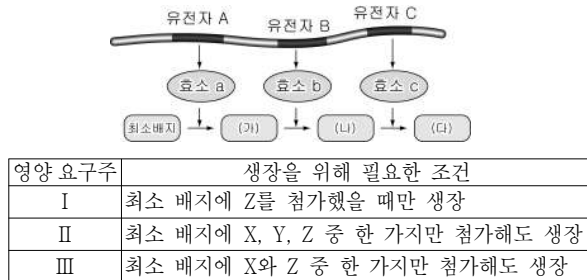 유전자 A 유전자 B 유전자 C
효소 a 효소 b 효소 c
최소배지 (가) (나) (다)
영양 요구주 생장을 위해 필요한 조건
Ⅰ 최소 배지에 Z를 첨가했을 때만 생장
Ⅱ 최소 배지에 X, Y, Z 중 한 가지만 첨가해도 생장
Ⅲ 최소 배지에 X와 Z 중 한 가지만 첨가해도 생장